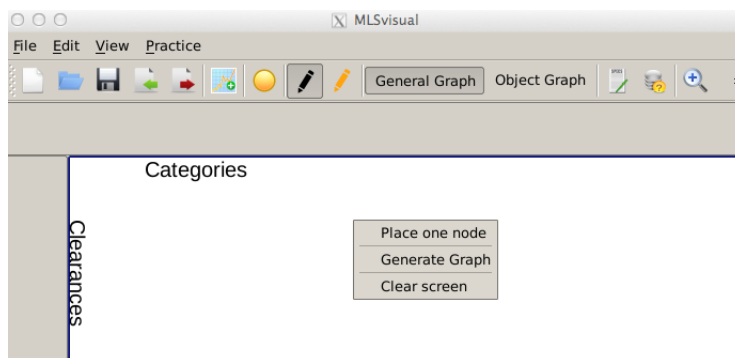 MLSvisual
File Edit View Practice
General Graph Object Graph
Categories
Clearances
Place one node
Generate Graph
Clear screen